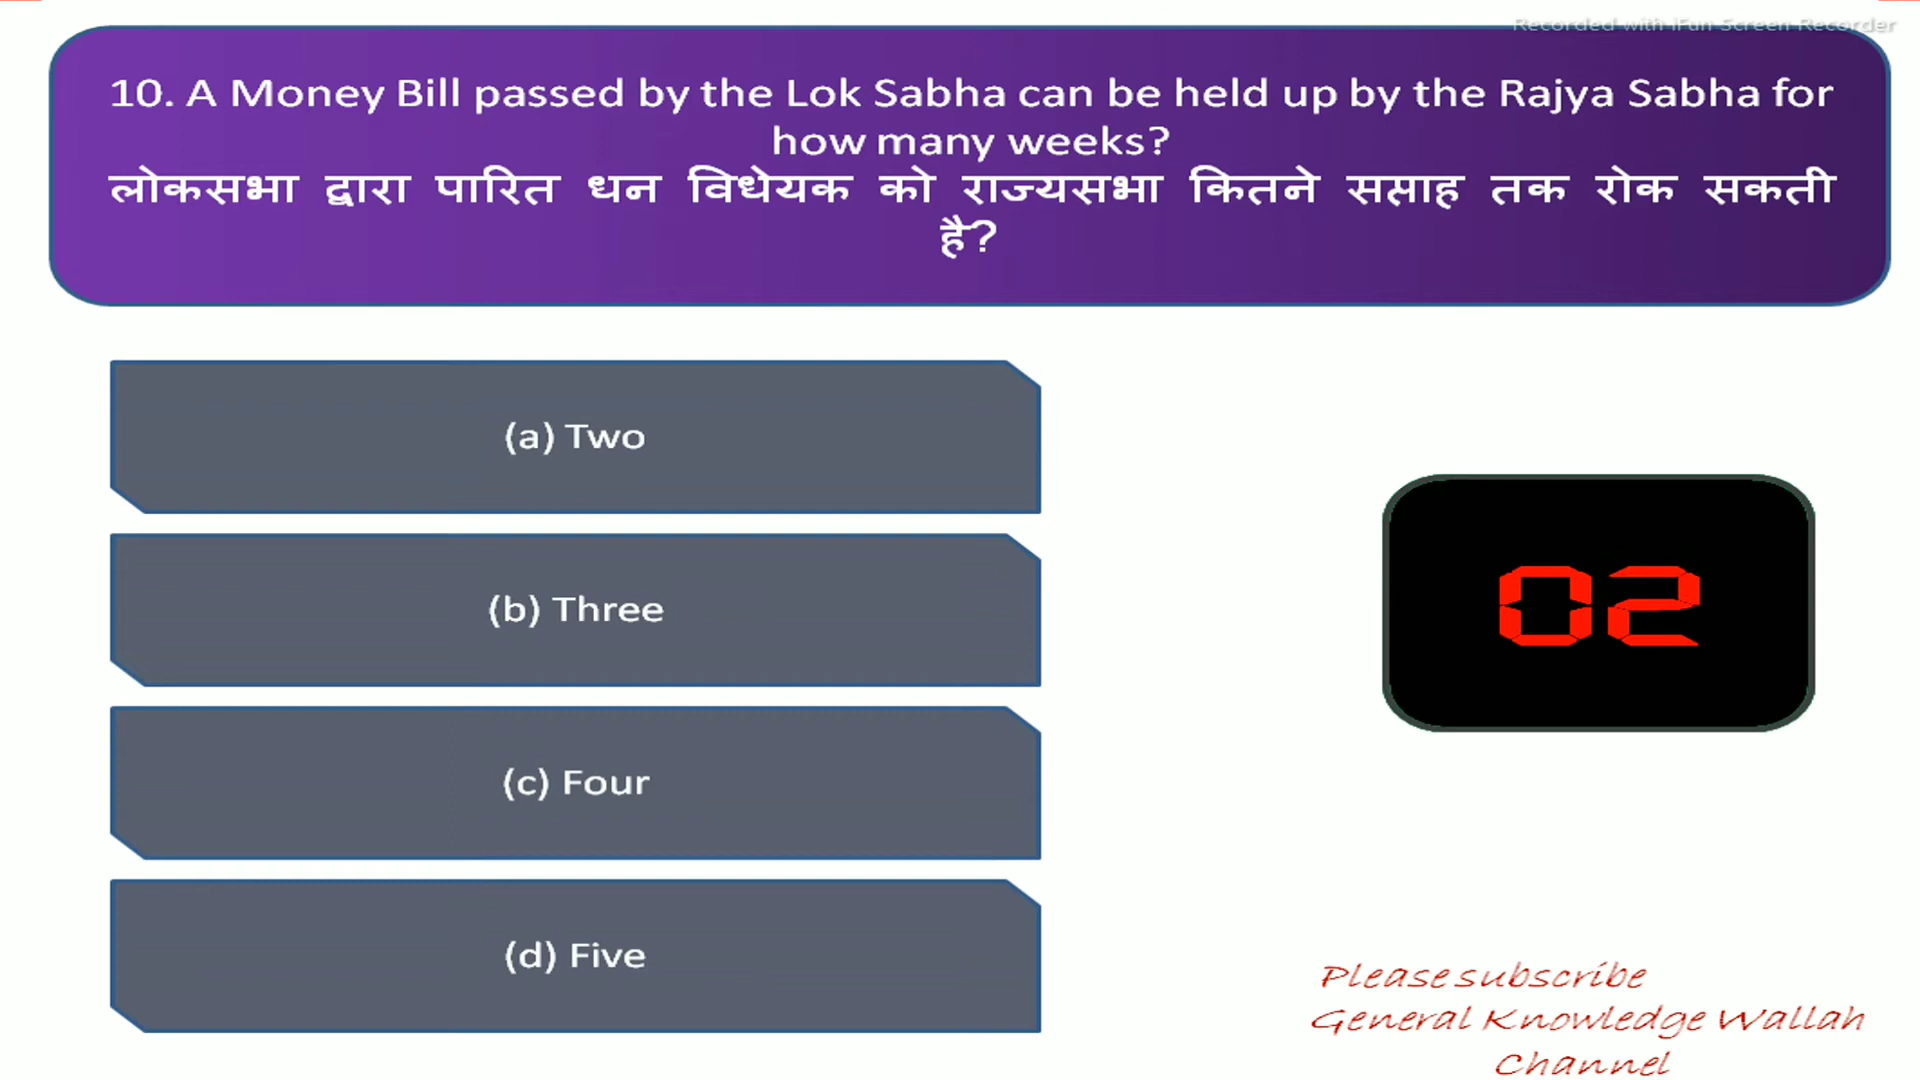 Recorded with iFun Screen Recorder
10. A Money Bill passed by the Lok Sabha can be held up by the Rajya Sabha for
how many weeks?
लोकसभा द्वारा पारित धन विधेयक को राज्यसभा कितने सप्ताह तक रोक सकती
है?
(a) Two
(b) Three
(c) Four
(d) Five
02
Please subscribe
General Knowledge Wallah
Channel